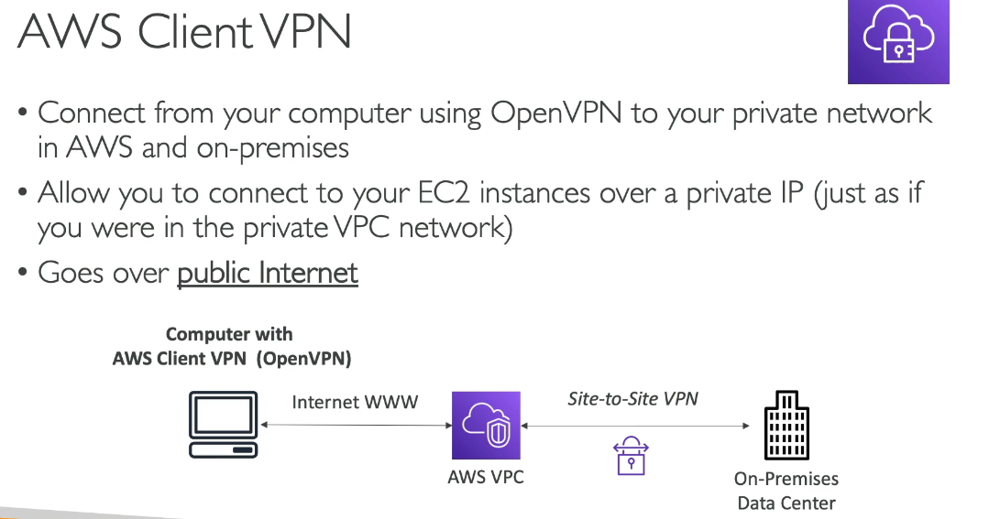 AWS Client VPN
• Connect from your computer using OpenVPN to your private network
in AWS and on-premises
• Allow you to connect to your EC2 instances over a private IP (just as if
you were in the private VPC network)
• Goes over public Internet
Computer with
AWS Client VPN (OpenVPN)
Internet WWW
Site-to-Site VPN
AWS VPC
On-Premises
Data Center